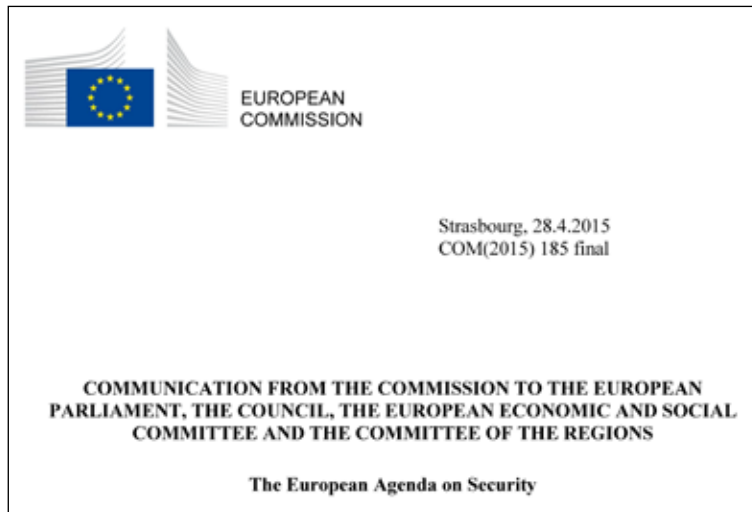 EUROPEAN
COMMISSION
Strasbourg, 28.4.2015
COM(2015) 185 final
COMMUNICATION FROM THE COMMISSION TO THE EUROPEAN
PARLIAMENT, THE COUNCIL, THE EUROPEAN ECONOMIC AND SOCIAL
COMMITTEE AND THE COMMITTEE OF THE REGIONS
The European Agenda on Security